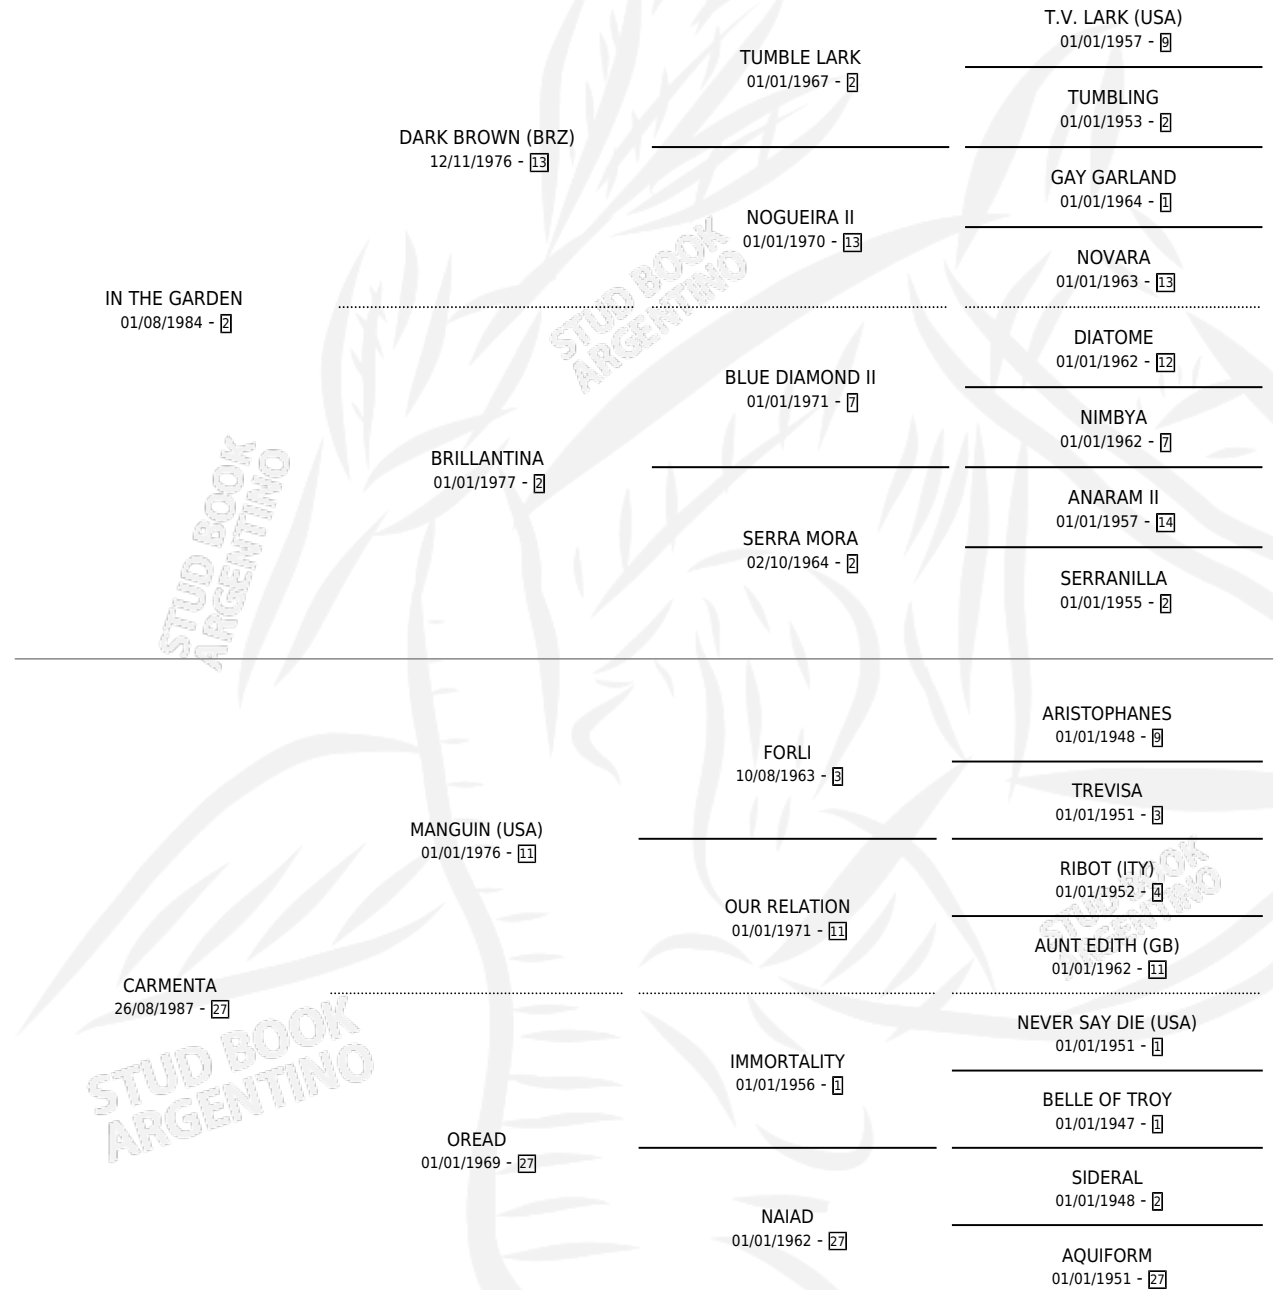 T.V. LARK (USA)
01/01/1957 - 9
TUMBLE LARK
01/01/1967 - 2
TUMBLING
01/01/1953 - 2
DARK BROWN (BRZ)
12/11/1976 - 13
GAY GARLAND
01/01/1964 - 1
NOGUEIRA II
01/01/1970 - 13
NOVARA
01/01/1963 - 13
IN THE GARDEN
01/08/1984 - 2
STUD BOOK
ARGENTINO
DIATOME
01/01/1962 - 12
BLUE DIAMOND II
01/01/1971 - 7
NIMBYA
01/01/1962 - 7
BRILLANTINA
01/01/1977 - 2
ANARAM II
01/01/1957 - 14
SERRA MORA
02/10/1964 - 2
SERRANILLA
01/01/1955 - 2
STUD BOOK
ARGENTINO
ARISTOPHANES
01/01/1948 - 9
FORLI
10/08/1963 - 3
TREVISA
01/01/1951 - 3
MANGUIN (USA)
01/01/1976 - 11
RIBOT (ITY)
01/01/1952 - 4
OUR RELATION
01/01/1971 - 11
STUD BOOK
ARGENTINO
AUNT EDITH (GB)
01/01/1962 - 11
CARMENTA
26/08/1987 - 27
NEVER SAY DIE (USA)
01/01/1951 - 1
IMMORTALITY
01/01/1956 - 1
STUD BOOK
ARGENTINO
BELLE OF TROY
01/01/1947 - 1
OREAD
01/01/1969 - 27
SIDERAL
01/01/1948 - 2
NAIAD
01/01/1962 - 27
AQUIFORM
01/01/1951 - 27